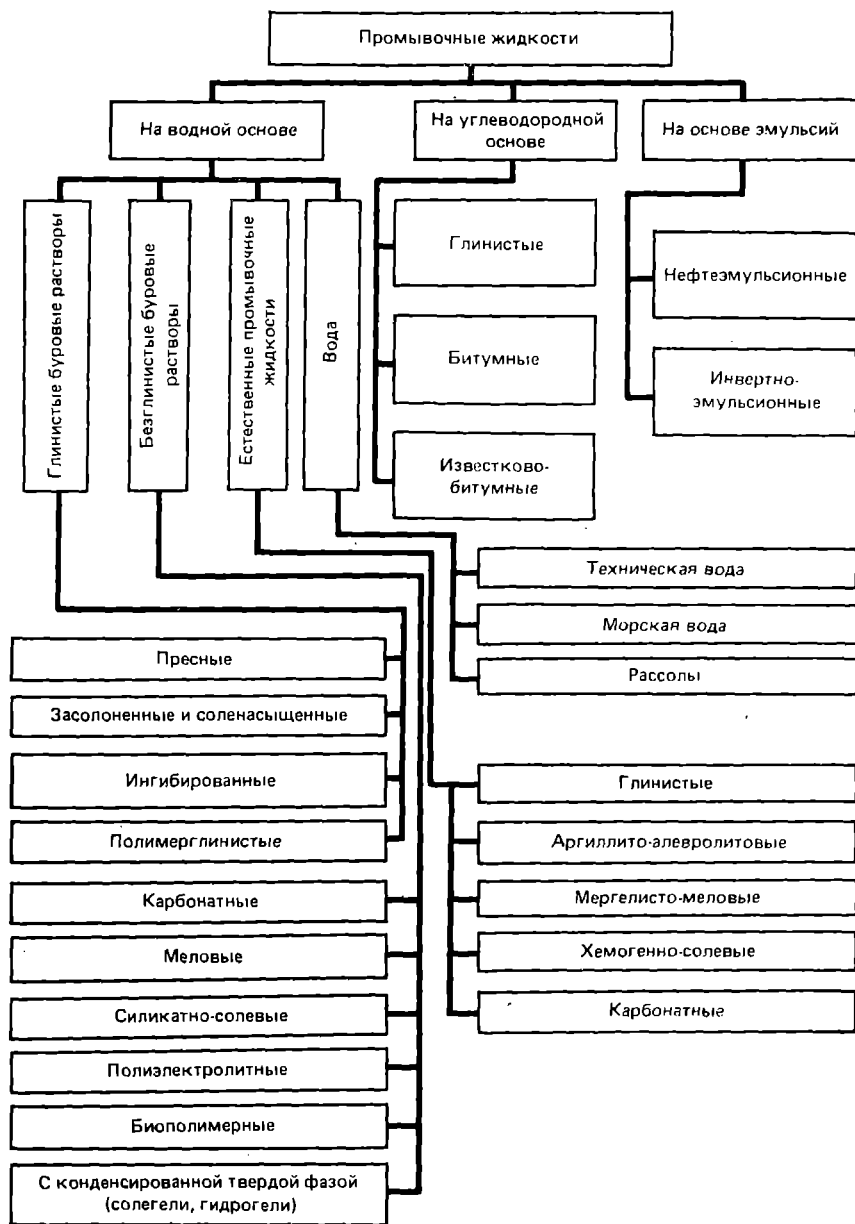 Промывочные жидкости
На водной основе
На углеводородной
основе
На основе эмульсий
Глинистые буровые растворы
Безглинистые буровые
растворы
Естественные промывочные
жидкости
Вода
Глинистые
Битумные
Известково-
битумные
Нефтеэмульсионные
Инвертно-
эмульсионные
Техническая вода
Морская вода
Рассолы
Пресные
Засолоненные и соленасыщенные
Ингибированные
Полимерглинистые
Карбонатные
Меловые
Силикатно-солевые
Полиэлектролитные
Биополимерные
С конденсированной твердой фазой
(солегели, гидрогели)
Глинистые
Аргиллито-алевролитовые
Мергелисто-меловые
Хемогенно-солевые
Карбонатные